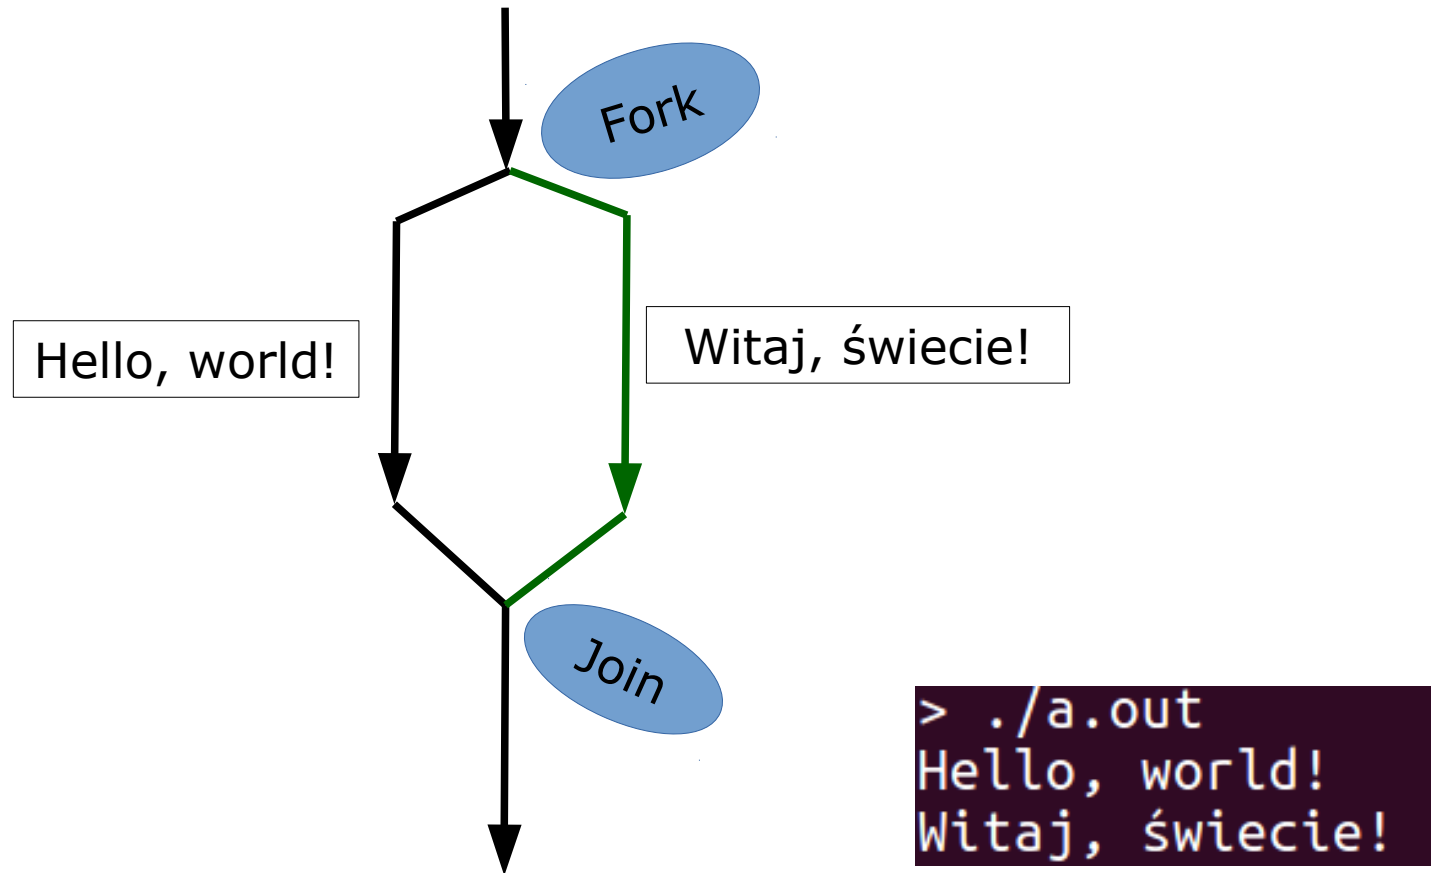 Fork
Hello, world!
Witaj, świecie!
Join
> ./a.out
Hello, world!
Witaj, świecie!